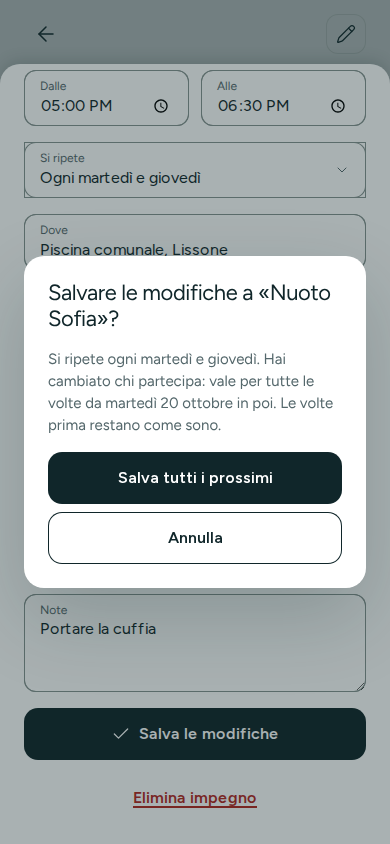 Dalle
05:00 PM
Alle
06:30 PM
Si ripete
Ogni martedì e giovedì
Dove
Piscina comunale, Lissone
Salvare le modifiche a «Nuoto
Sofia»?
Si ripete ogni martedì e giovedì. Hai
cambiato chi partecipa: vale per tutte le
volte da martedì 20 ottobre in poi. Le volte
prima restano come sono.
Salva tutti i prossimi
Annulla
Note
Portare la cuffia
Salva le modifiche
Elimina impegno